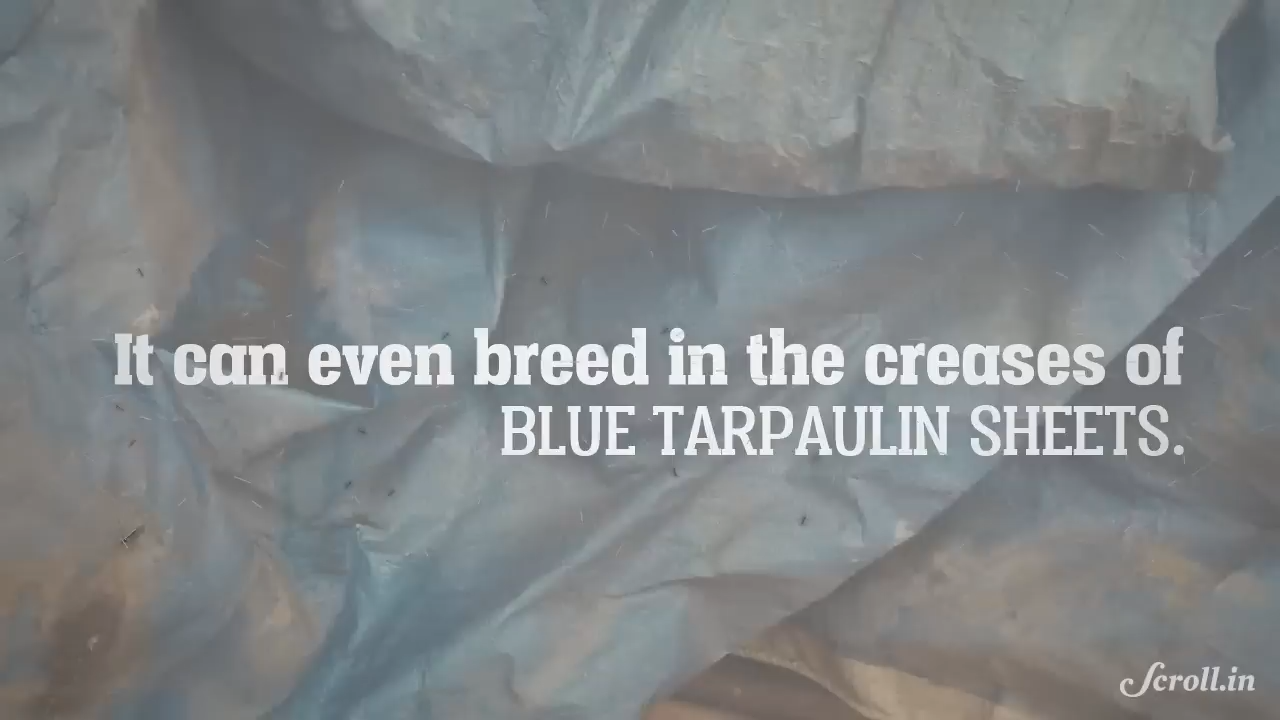 It can even breed in the creases of
BLUE TARPAULIN SHEETS.
Scroll.in